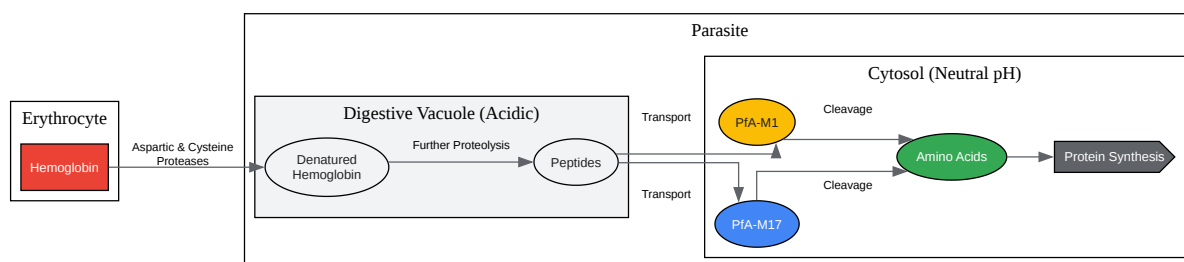 Parasite
Erythrocyte
Hemoglobin
Aspartic & Cysteine
Proteases
Digestive Vacuole (Acidic)
Denatured
Hemoglobin
Further Proteolysis
Peptides
Transport
Transport
Cytosol (Neutral pH)
PfA-M1
PfA-M17
Cleavage
Cleavage
Amino Acids
Protein Synthesis